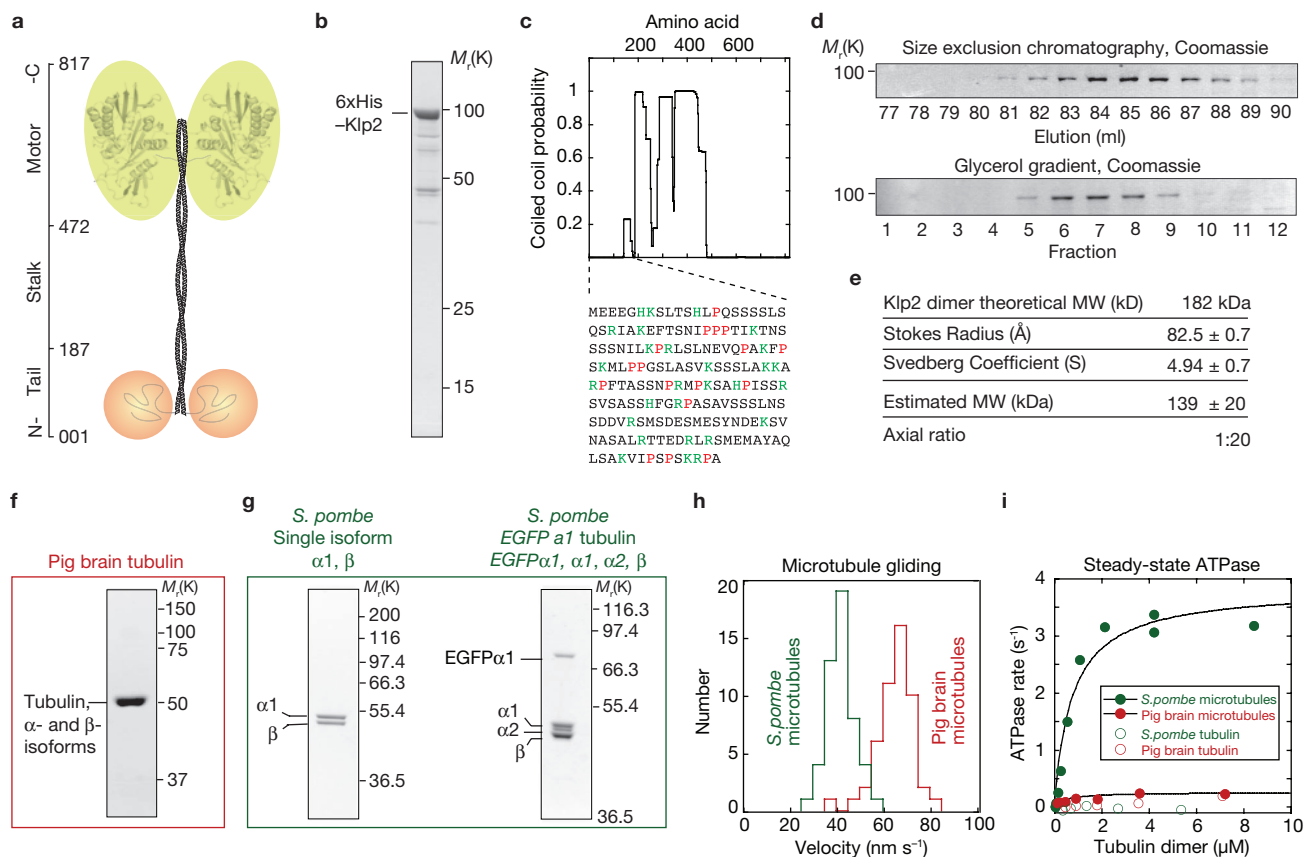 a
817
-C
Motor
472
Stalk
187
Tail
N-
001
b
Mr(K)
6xHis
–Klp2
100
50
25
15
c
Amino acid
200 400 600
Coiled coil probability
1
0.8
0.6
0.4
0.2
MEEEGHKSLTSHLPQSSSSLS
QSRIAKEFTSNIPPPTIKTNS
SSSNILKPRLSLNEVQPAKFP
SKMLPPGSLASVKSSSLAKKA
RPFTASSNPRMPKSAHPISSR
SVSASSHFGRPASAVSSSLNS
SDDVRSMSDESMESYNDEKSV
NASALRTTEDRLRSMEMAYAQ
LSAKVIPSPSKRPA
d
Mr(K)
Size exclusion chromatography, Coomassie
100
77 78 79 80 81 82 83 84 85 86 87 88 89 90
Elution (ml)
Glycerol gradient, Coomassie
100
1 2 3 4 5 6 7 8 9 10 11 12
Fraction
e
Klp2 dimer theoretical MW (kD) 182 kDa
Stokes Radius (Å) 82.5 ± 0.7
Svedberg Coefficient (S) 4.94 ± 0.7
Estimated MW (kDa) 139 ± 20
Axial ratio 1:20
f
Pig brain tubulin
Mr(K)
150
100
75
50
37
Tubulin,
α- and β-
isoforms
g
S. pombe
Single isoform
α1, β
Mr(K)
200
116
97.4
66.3
55.4
36.5
α1
β
S. pombe
EGFP a1 tubulin
EGFPα1, α1, α2, β
Mr(K)
116.3
97.4
66.3
55.4
36.5
EGFPα1
α1
α2
β
h
Microtubule gliding
Number
20
15
10
5
0
S.pombe
microtubules
Pig brain
microtubules
0 20 40 60 80 100
Velocity (nm s⁻¹)
i
Steady-state ATPase
ATPase rate (s⁻¹)
4
3
2
1
0
S.pombe microtubules
Pig brain microtubules
S.pombe tubulin
Pig brain tubulin
0 2 4 6 8 10
Tubulin dimer (µM)